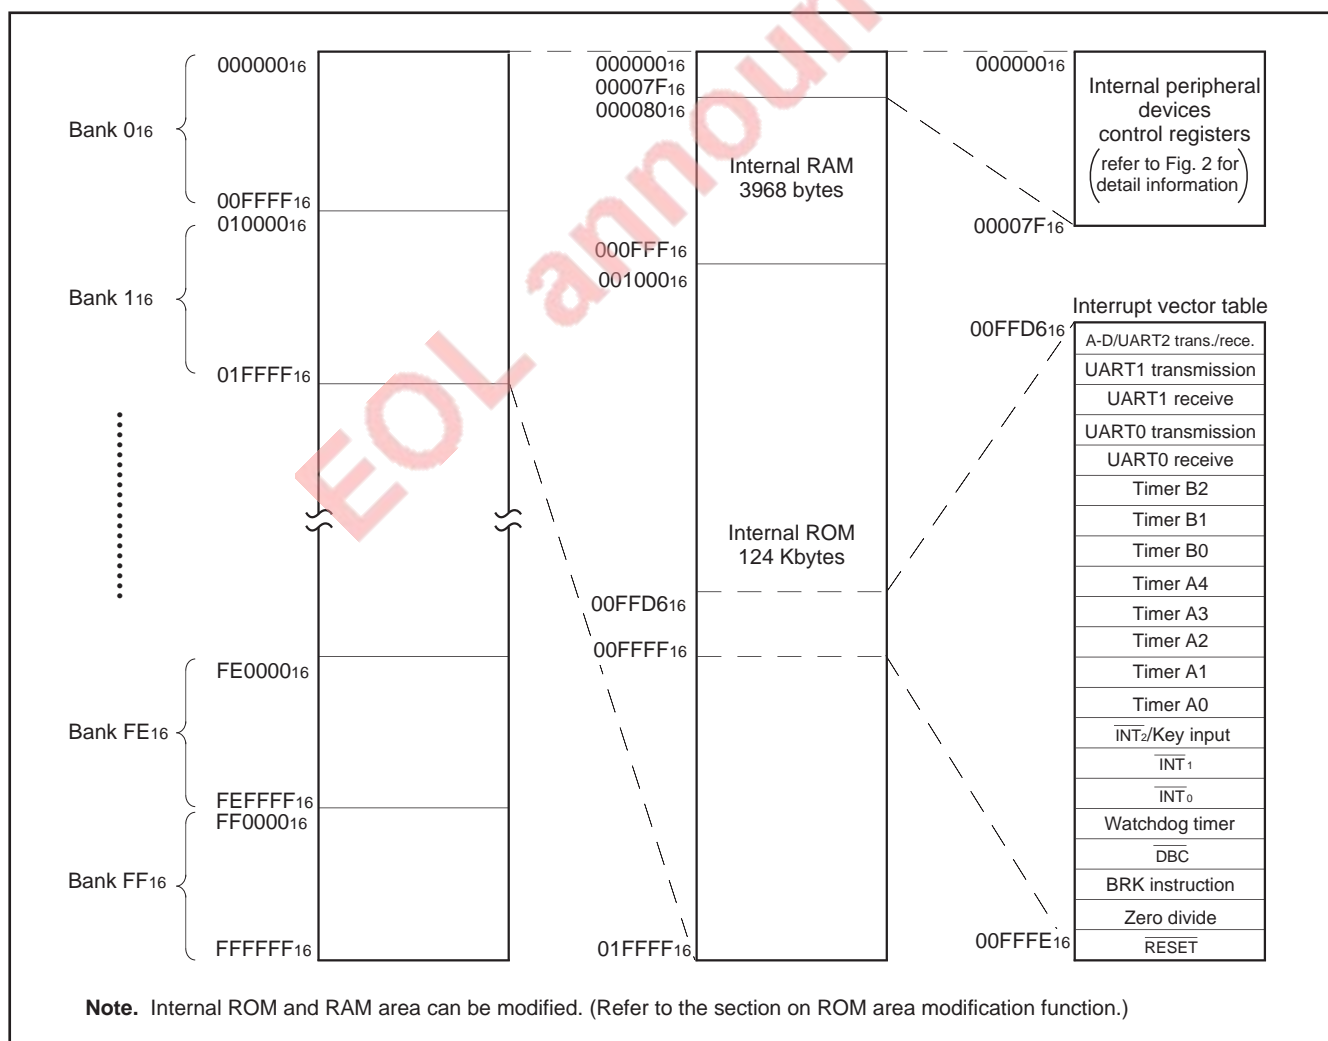 000000₁₆
Bank 0₁₆
00FFFF₁₆
010000₁₆
Bank 1₁₆
01FFFF₁₆
FE0000₁₆
Bank FE₁₆
FEFFFF₁₆
FF0000₁₆
Bank FF₁₆
FFFFFF₁₆
000000₁₆
00007F₁₆
000080₁₆
Internal RAM
3968 bytes
000FFF₁₆
001000₁₆
Internal ROM
124 Kbytes
00FFD6₁₆
00FFFF₁₆
01FFFF₁₆
000000₁₆
Internal peripheral
devices
control registers
(refer to Fig. 2 for
detail information)
00007F₁₆
Interrupt vector table
00FFD6₁₆
A-D/UART2 trans./rece.
UART1 transmission
UART1 receive
UART0 transmission
UART0 receive
Timer B2
Timer B1
Timer B0
Timer A4
Timer A3
Timer A2
Timer A1
Timer A0
INT₂/Key input
INT₁
INT₀
Watchdog timer
DBC
BRK instruction
Zero divide
00FFFE₁₆
RESET
Note. Internal ROM and RAM area can be modified. (Refer to the section on ROM area modification function.)
EOL announ